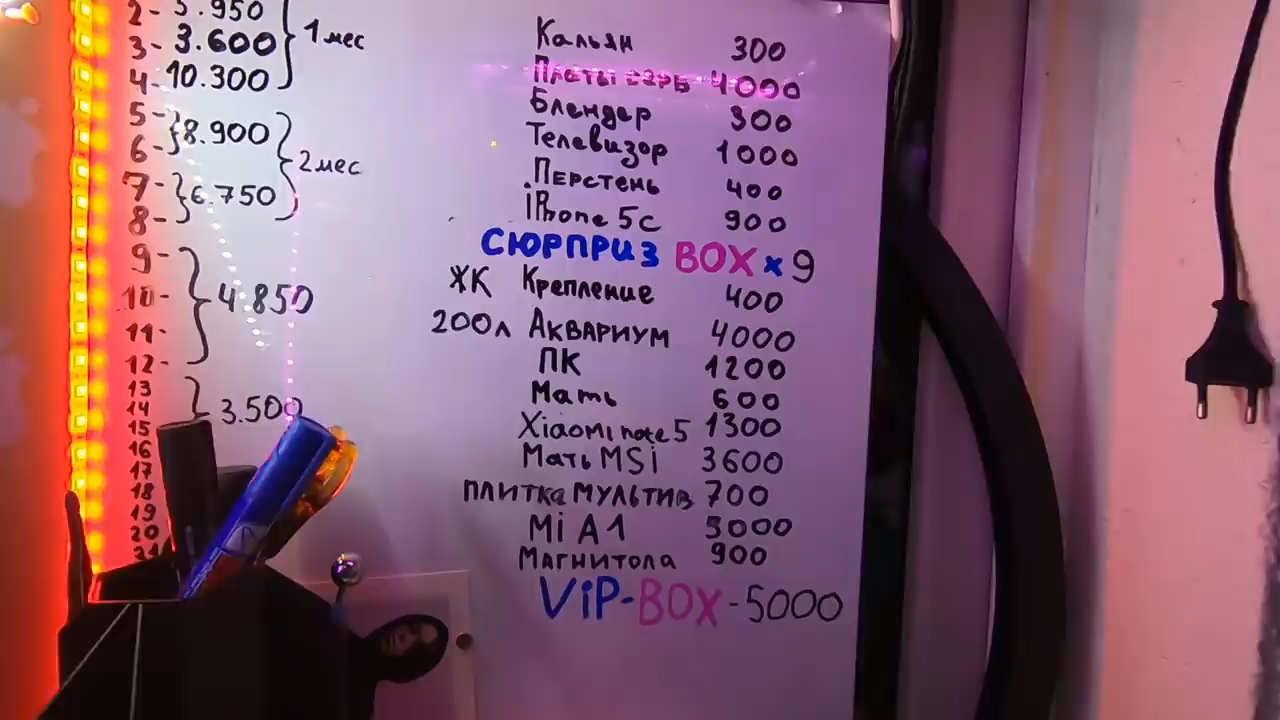 2- 5.950
3- 3.600
4- 10.300
1 мес
5-
6-
8.900
7-
8-
6.750
2 мес
9-
10-
11-
12-
4.850
13
14
15
3.500
16
17
18
19
20
21
Кальян 300
Платы сарь 4000
Блендер 300
Телевизор 1000
Перстень 400
iPhone 5c 900
СЮРПРИЗ BOX x 9
ЖК Крепление 400
200л Аквариум 4000
ПК 1200
Мать 600
Xiaomi note 5 1300
Мать MSi 3600
плитка мультив 700
Mi A1 3000
Магнитола 900
ViP-BOX-5000